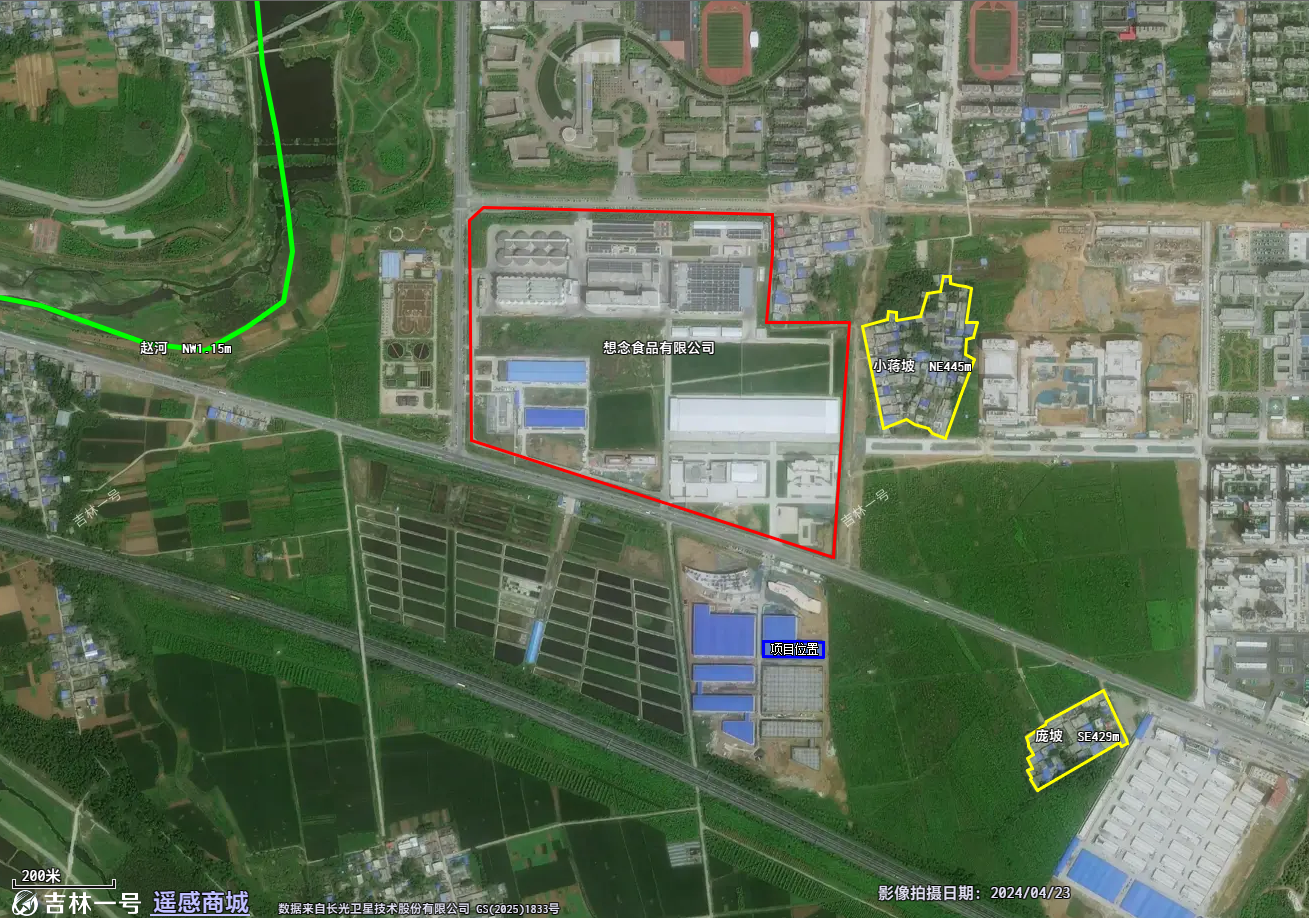 赵河 NW1.15m
想念食品有限公司
小蒋坡 NE445m
吉林一号
吉林一号
项目位置
庞坡 SE429m
200米
吉林一号 遥感商城
数据来自长光卫星技术股份有限公司 GS(2025)1833号
影像拍摄日期: 2024/04/23